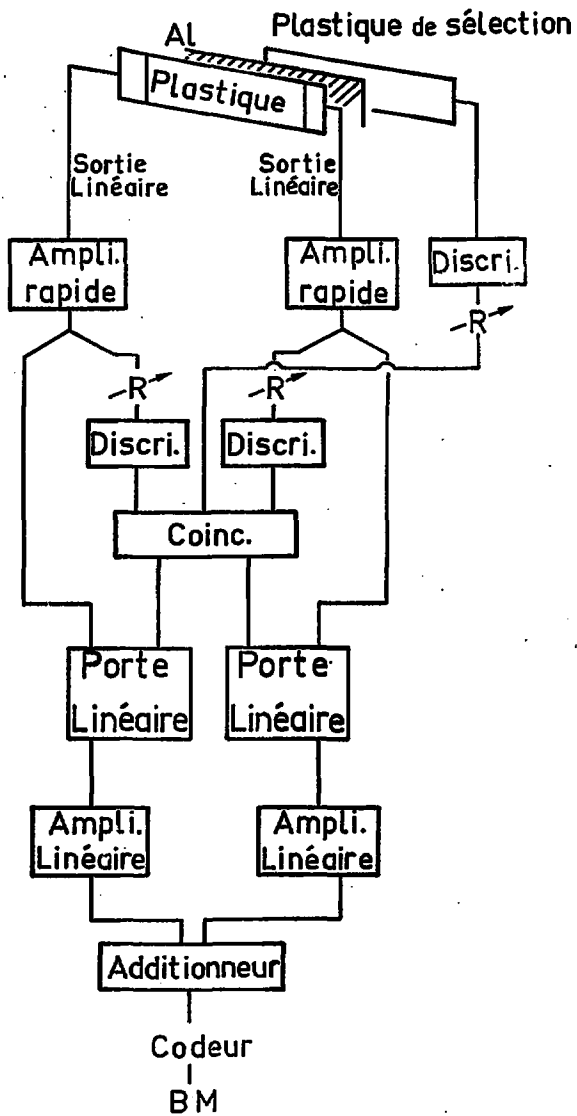 Plastique de sélection
Al
Plastique
Sortie
Linéaire
Sortie
Linéaire
Ampli.
rapide
Ampli.
rapide
Discri.
R
R
R
Discri.
Discri.
Coinc.
Porte
Linéaire
Porte
Linéaire
Ampli.
Linéaire
Ampli.
Linéaire
Additionneur
Codeur
BM